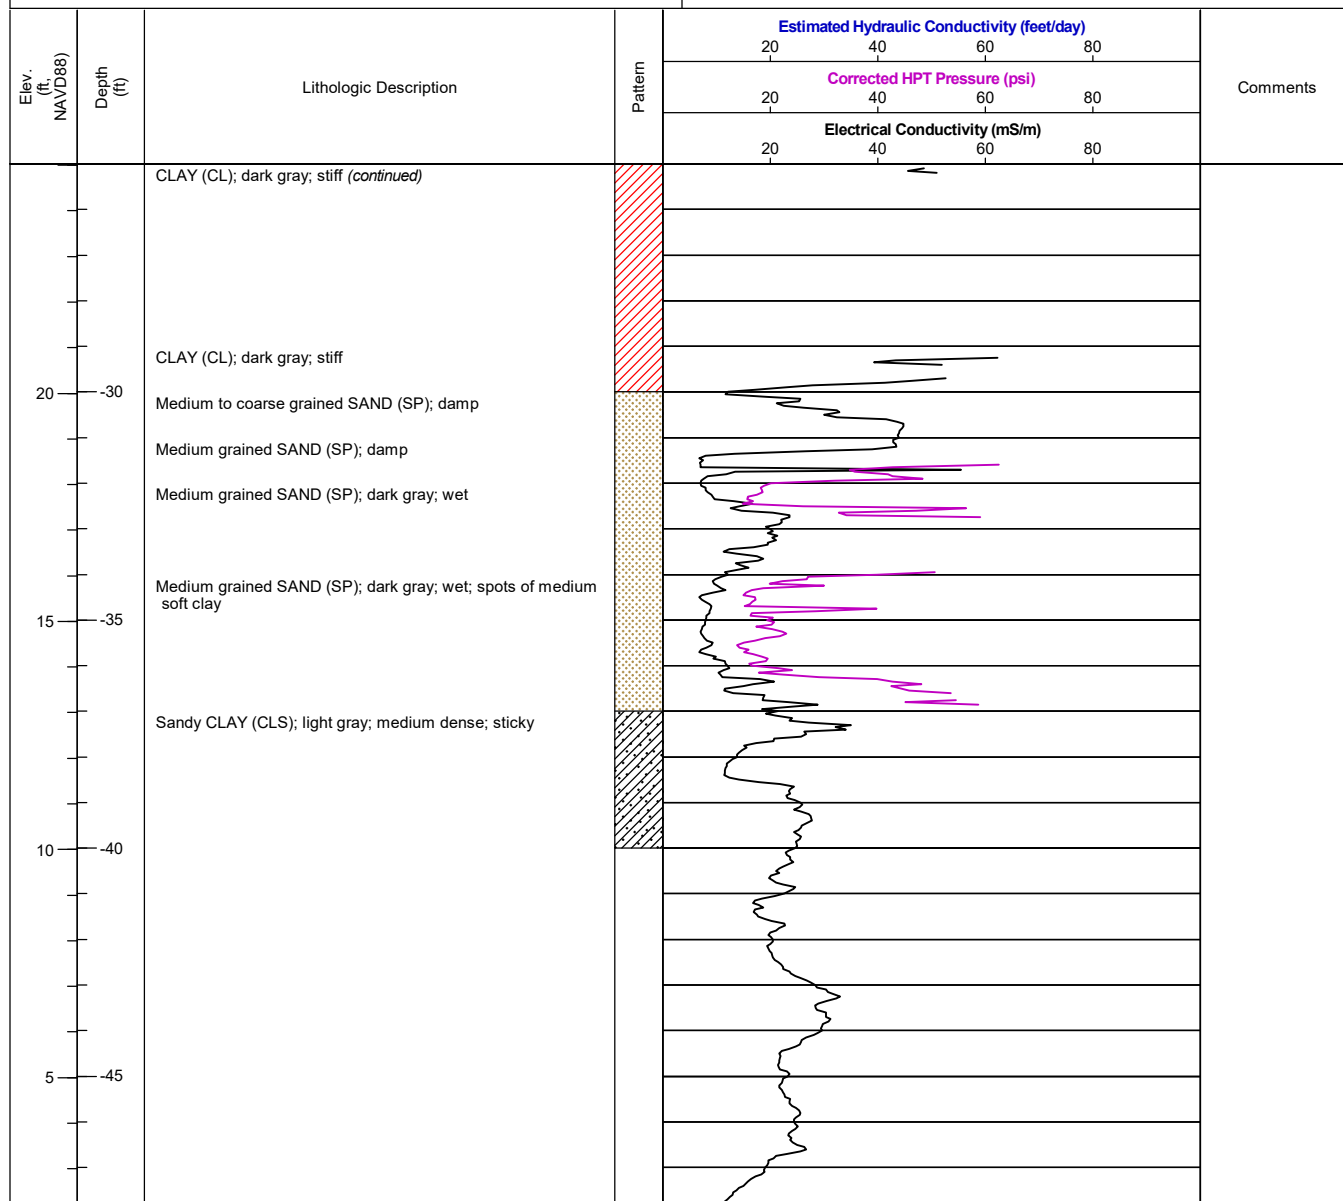 Elev.
(ft,
NAVD88)
Depth
(ft)
Lithologic Description
Pattern
Estimated Hydraulic Conductivity (feet/day)
20 40 60 80
Corrected HPT Pressure (psi)
20 40 60 80
Electrical Conductivity (mS/m)
20 40 60 80
Comments
CLAY (CL); dark gray; stiff (continued)
CLAY (CL); dark gray; stiff
20 -30
Medium to coarse grained SAND (SP); damp
Medium grained SAND (SP); damp
Medium grained SAND (SP); dark gray; wet
Medium grained SAND (SP); dark gray; wet; spots of medium
soft clay
15 -35
Sandy CLAY (CLS); light gray; medium dense; sticky
10 -40
5 -45